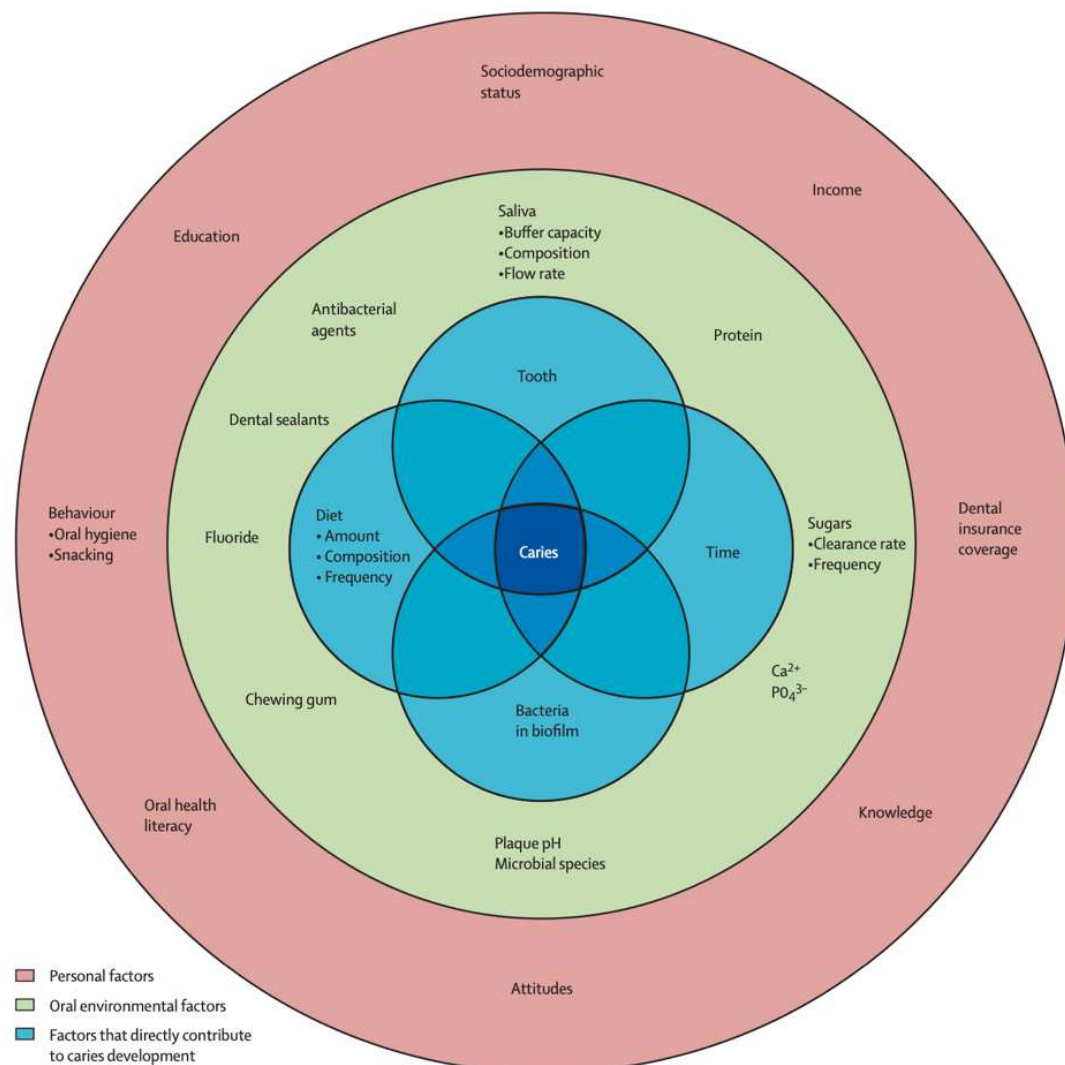 Sociodemographic
status
Income
Education
Saliva
•Buffer capacity
•Composition
•Flow rate
Antibacterial
agents
Protein
Tooth
Dental sealants
Behaviour
•Oral hygiene
•Snacking
Fluoride
Diet
• Amount
• Composition
• Frequency
Caries
Time
Sugars
•Clearance rate
•Frequency
Dental
insurance
coverage
Ca²⁺
P0₄³⁻
Chewing gum
Bacteria
in biofilm
Oral health
literacy
Knowledge
Plaque pH
Microbial species
Attitudes
Personal factors
Oral environmental factors
Factors that directly contribute
to caries development